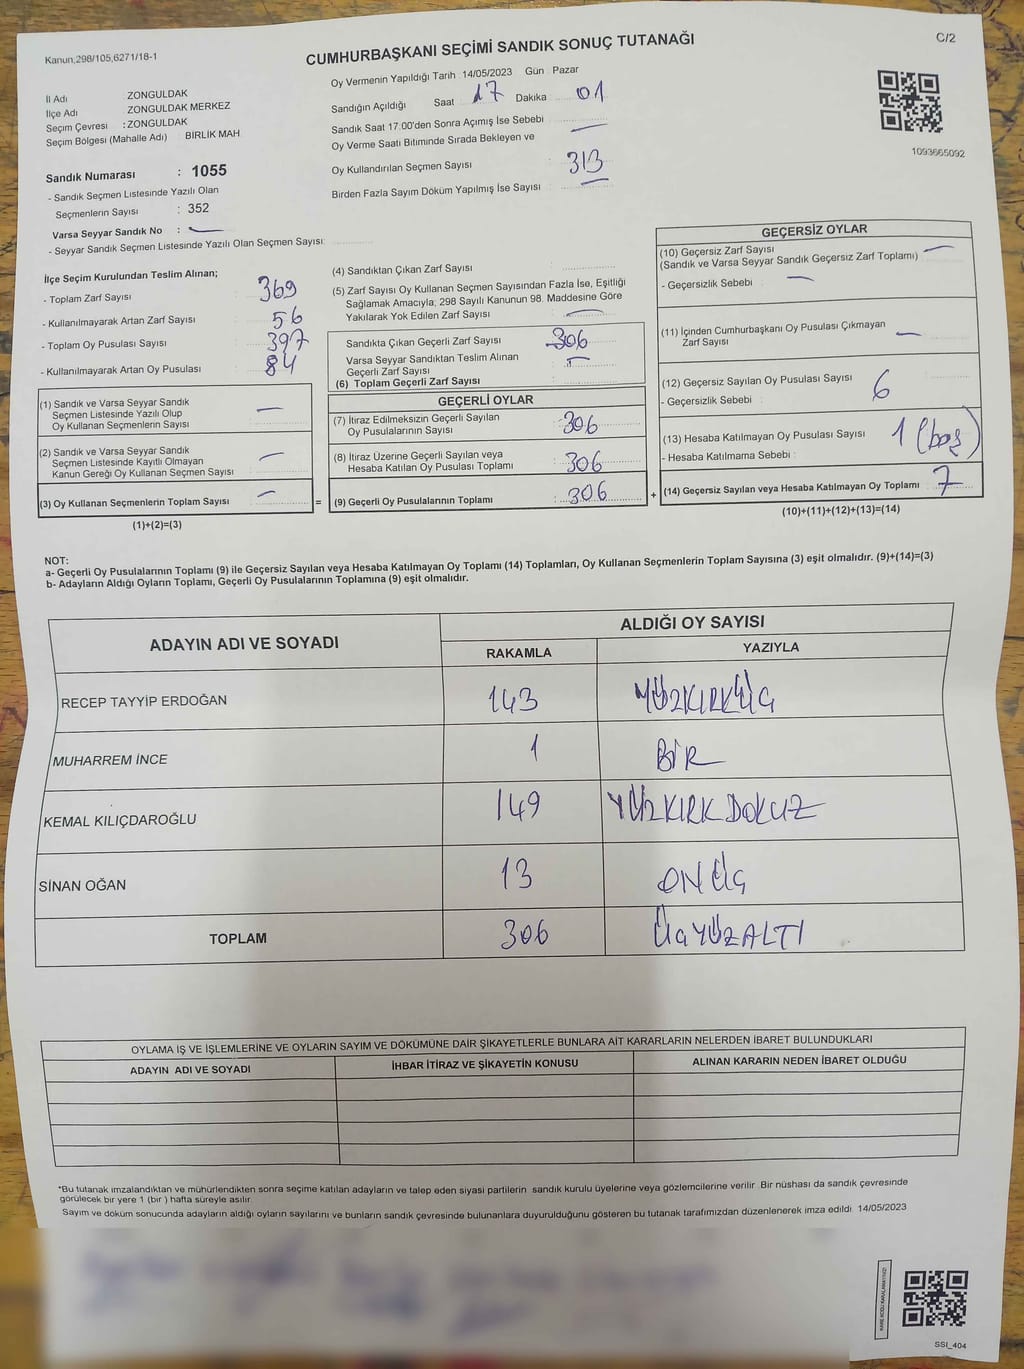 Kanun,298/105,6271/18-1
C/2
CUMHURBAŞKANI SEÇİMİ SANDIK SONUÇ TUTANAĞI
Oy Vermenin Yapıldığı Tarih : 14/05/2023 Gün : Pazar
İl Adı ZONGULDAK
İlçe Adı ZONGULDAK MERKEZ
Seçim Çevresi : ZONGULDAK
Seçim Bölgesi (Mahalle Adı) BİRLİK MAH
Sandığın Açıldığı Saat 17 Dakika 01
Sandık Saat 17:00'den Sonra Açımış İse Sebebi
Oy Verme Saati Bitiminde Sırada Bekleyen ve
Oy Kullandırılan Seçmen Sayısı 313
Birden Fazla Sayım Döküm Yapılmış İse Sayısı
1093665092
Sandık Numarası : 1055
- Sandık Seçmen Listesinde Yazılı Olan
Seçmenlerin Sayısı : 352
Varsa Seyyar Sandık No :
- Seyyar Sandık Seçmen Listesinde Yazılı Olan Seçmen Sayısı:
İlçe Seçim Kurulundan Teslim Alınan;
- Toplam Zarf Sayısı 369
- Kullanılmayarak Artan Zarf Sayısı 56
- Toplam Oy Pusulası Sayısı 397
- Kullanılmayarak Artan Oy Pusulası 84
(1) Sandık ve Varsa Seyyar Sandık
Seçmen Listesinde Yazılı Olup
Oy Kullanan Seçmenlerin Sayısı
(2) Sandık ve Varsa Seyyar Sandık
Seçmen Listesinde Kayıtlı Olmayan
Kanun Gereği Oy Kullanan Seçmen Sayısı
(3) Oy Kullanan Seçmenlerin Toplam Sayısı
(1)+(2)=(3)
=
(4) Sandıktan Çıkan Zarf Sayısı
(5) Zarf Sayısı Oy Kullanan Seçmen Sayısından Fazla İse, Eşitliği
Sağlamak Amacıyla; 298 Sayılı Kanunun 98. Maddesine Göre
Yakılarak Yok Edilen Zarf Sayısı
Sandıkta Çıkan Geçerli Zarf Sayısı 306
Varsa Seyyar Sandıktan Teslim Alınan
Geçerli Zarf Sayısı
(6) Toplam Geçerli Zarf Sayısı
GEÇERLİ OYLAR
(7) İtiraz Edilmeksizin Geçerli Sayılan
Oy Pusulalarının Sayısı : 306
(8) İtiraz Üzerine Geçerli Sayılan veya
Hesaba Katılan Oy Pusulası Toplamı : 306
(9) Geçerli Oy Pusulalarının Toplamı : 306
+
GEÇERSİZ OYLAR
(10) Geçersiz Zarf Sayısı
(Sandık ve Varsa Seyyar Sandık Geçersiz Zarf Toplamı)
- Geçersizlik Sebebi :
(11) İçinden Cumhurbaşkanı Oy Pusulası Çıkmayan
Zarf Sayısı
(12) Geçersiz Sayılan Oy Pusulası Sayısı 6
- Geçersizlik Sebebi :
(13) Hesaba Katılmayan Oy Pusulası Sayısı 1 (boş)
- Hesaba Katılmama Sebebi :
(14) Geçersiz Sayılan veya Hesaba Katılmayan Oy Toplamı 7
(10)+(11)+(12)+(13)=(14)
NOT:
a- Geçerli Oy Pusulalarının Toplamı (9) ile Geçersiz Sayılan veya Hesaba Katılmayan Oy Toplamı (14) Toplamları, Oy Kullanan Seçmenlerin Toplam Sayısına (3) eşit olmalıdır. (9)+(14)=(3)
b- Adayların Aldığı Oyların Toplamı, Geçerli Oy Pusulalarının Toplamına (9) eşit olmalıdır.
ADAYIN ADI VE SOYADI ALDIĞI OY SAYISI
RAKAMLA YAZIYLA
RECEP TAYYİP ERDOĞAN 143 YÜZKIRKÜÇ
MUHARREM İNCE 1 BİR
KEMAL KILIÇDAROĞLU 149 YÜZKIRK DOKUZ
SİNAN OĞAN 13 ON ÜÇ
TOPLAM 306 ÜÇYÜZALTI
OYLAMA İŞ VE İŞLEMLERİNE VE OYLARIN SAYIM VE DÖKÜMÜNE DAİR ŞİKAYETLERLE BUNLARA AİT KARARLARIN NELERDEN İBARET BULUNDUKLARI
ADAYIN ADI VE SOYADI İHBAR İTİRAZ VE ŞİKAYETİN KONUSU ALINAN KARARIN NEDEN İBARET OLDUĞU
*Bu tutanak imzalandıktan ve mühürlendikten sonra seçime katılan adayların ve talep eden siyasi partilerin sandık kurulu üyelerine veya gözlemcilerine verilir. Bir nüshası da sandık çevresinde
görülecek bir yere 1 (bir) hafta süreyle asılır.
Sayım ve döküm sonucunda adayların aldığı oyların sayılarını ve bunların sandık çevresinde bulunanlara duyurulduğunu gösteren bu tutanak tarafımızdan düzenlenerek imza edildi. 14/05/2023
SSI_404